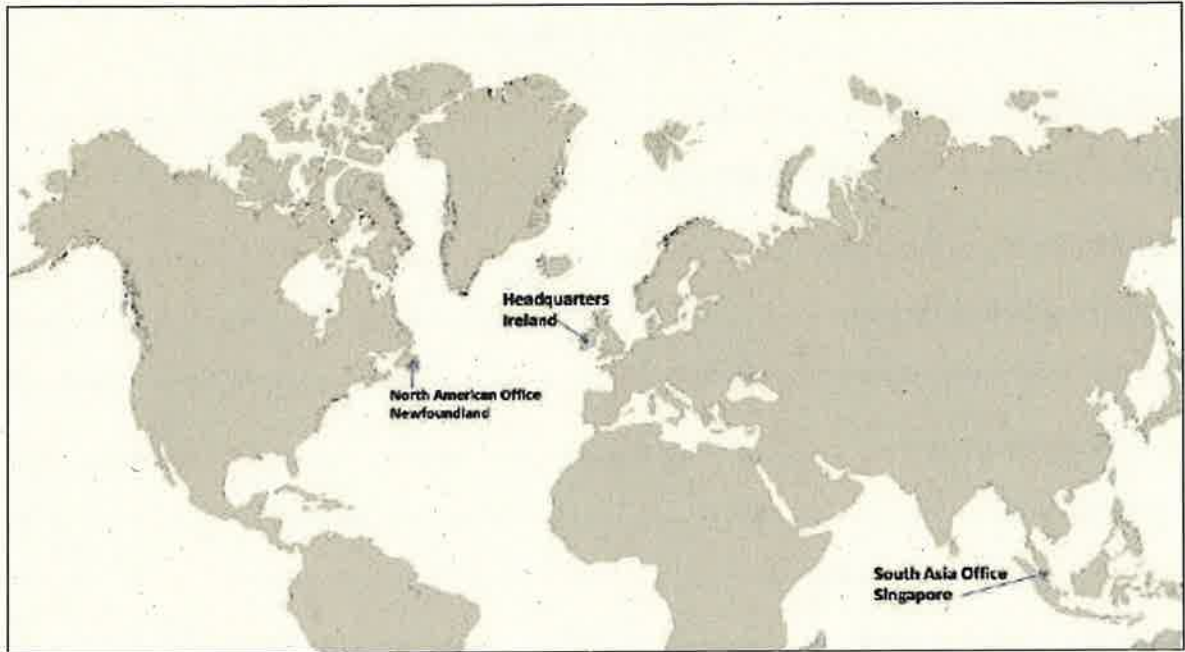 Headquarters
Ireland
North American Office
Newfoundland
South Asia Office
Singapore